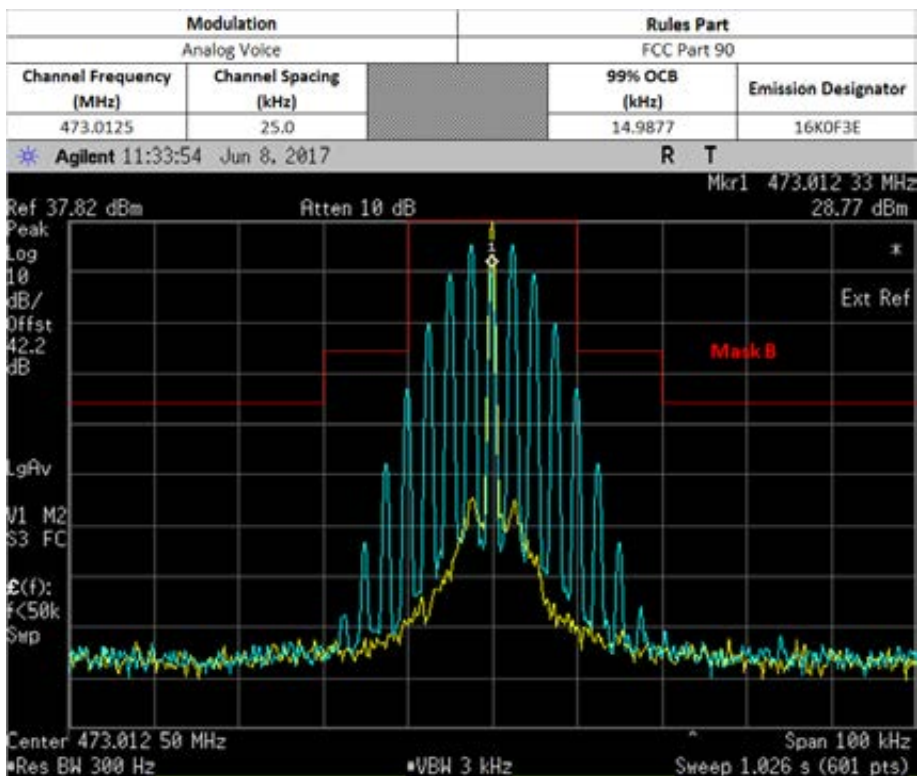 Modulation Rules Part
Analog Voice FCC Part 90
Channel Frequency (MHz) Channel Spacing (kHz) 99% OCB (kHz) Emission Designator
473.0125 25.0 14.9877 16K0F3E
Agilent 11:33:54 Jun 8, 2017 R T
Mkr1 473.012 33 MHz
Ref 37.82 dBm Atten 10 dB 28.77 dBm
Peak
Log
10
dB/
Offst
42.2
dB
1
*
Ext Ref
Mask B
LgAv
V1 M2
S3 FC
£(f):
f<50k
Swp
Center 473.012 50 MHz ^ Span 100 kHz
#Res BW 300 Hz #VBW 3 kHz Sweep 1.026 s (601 pts)